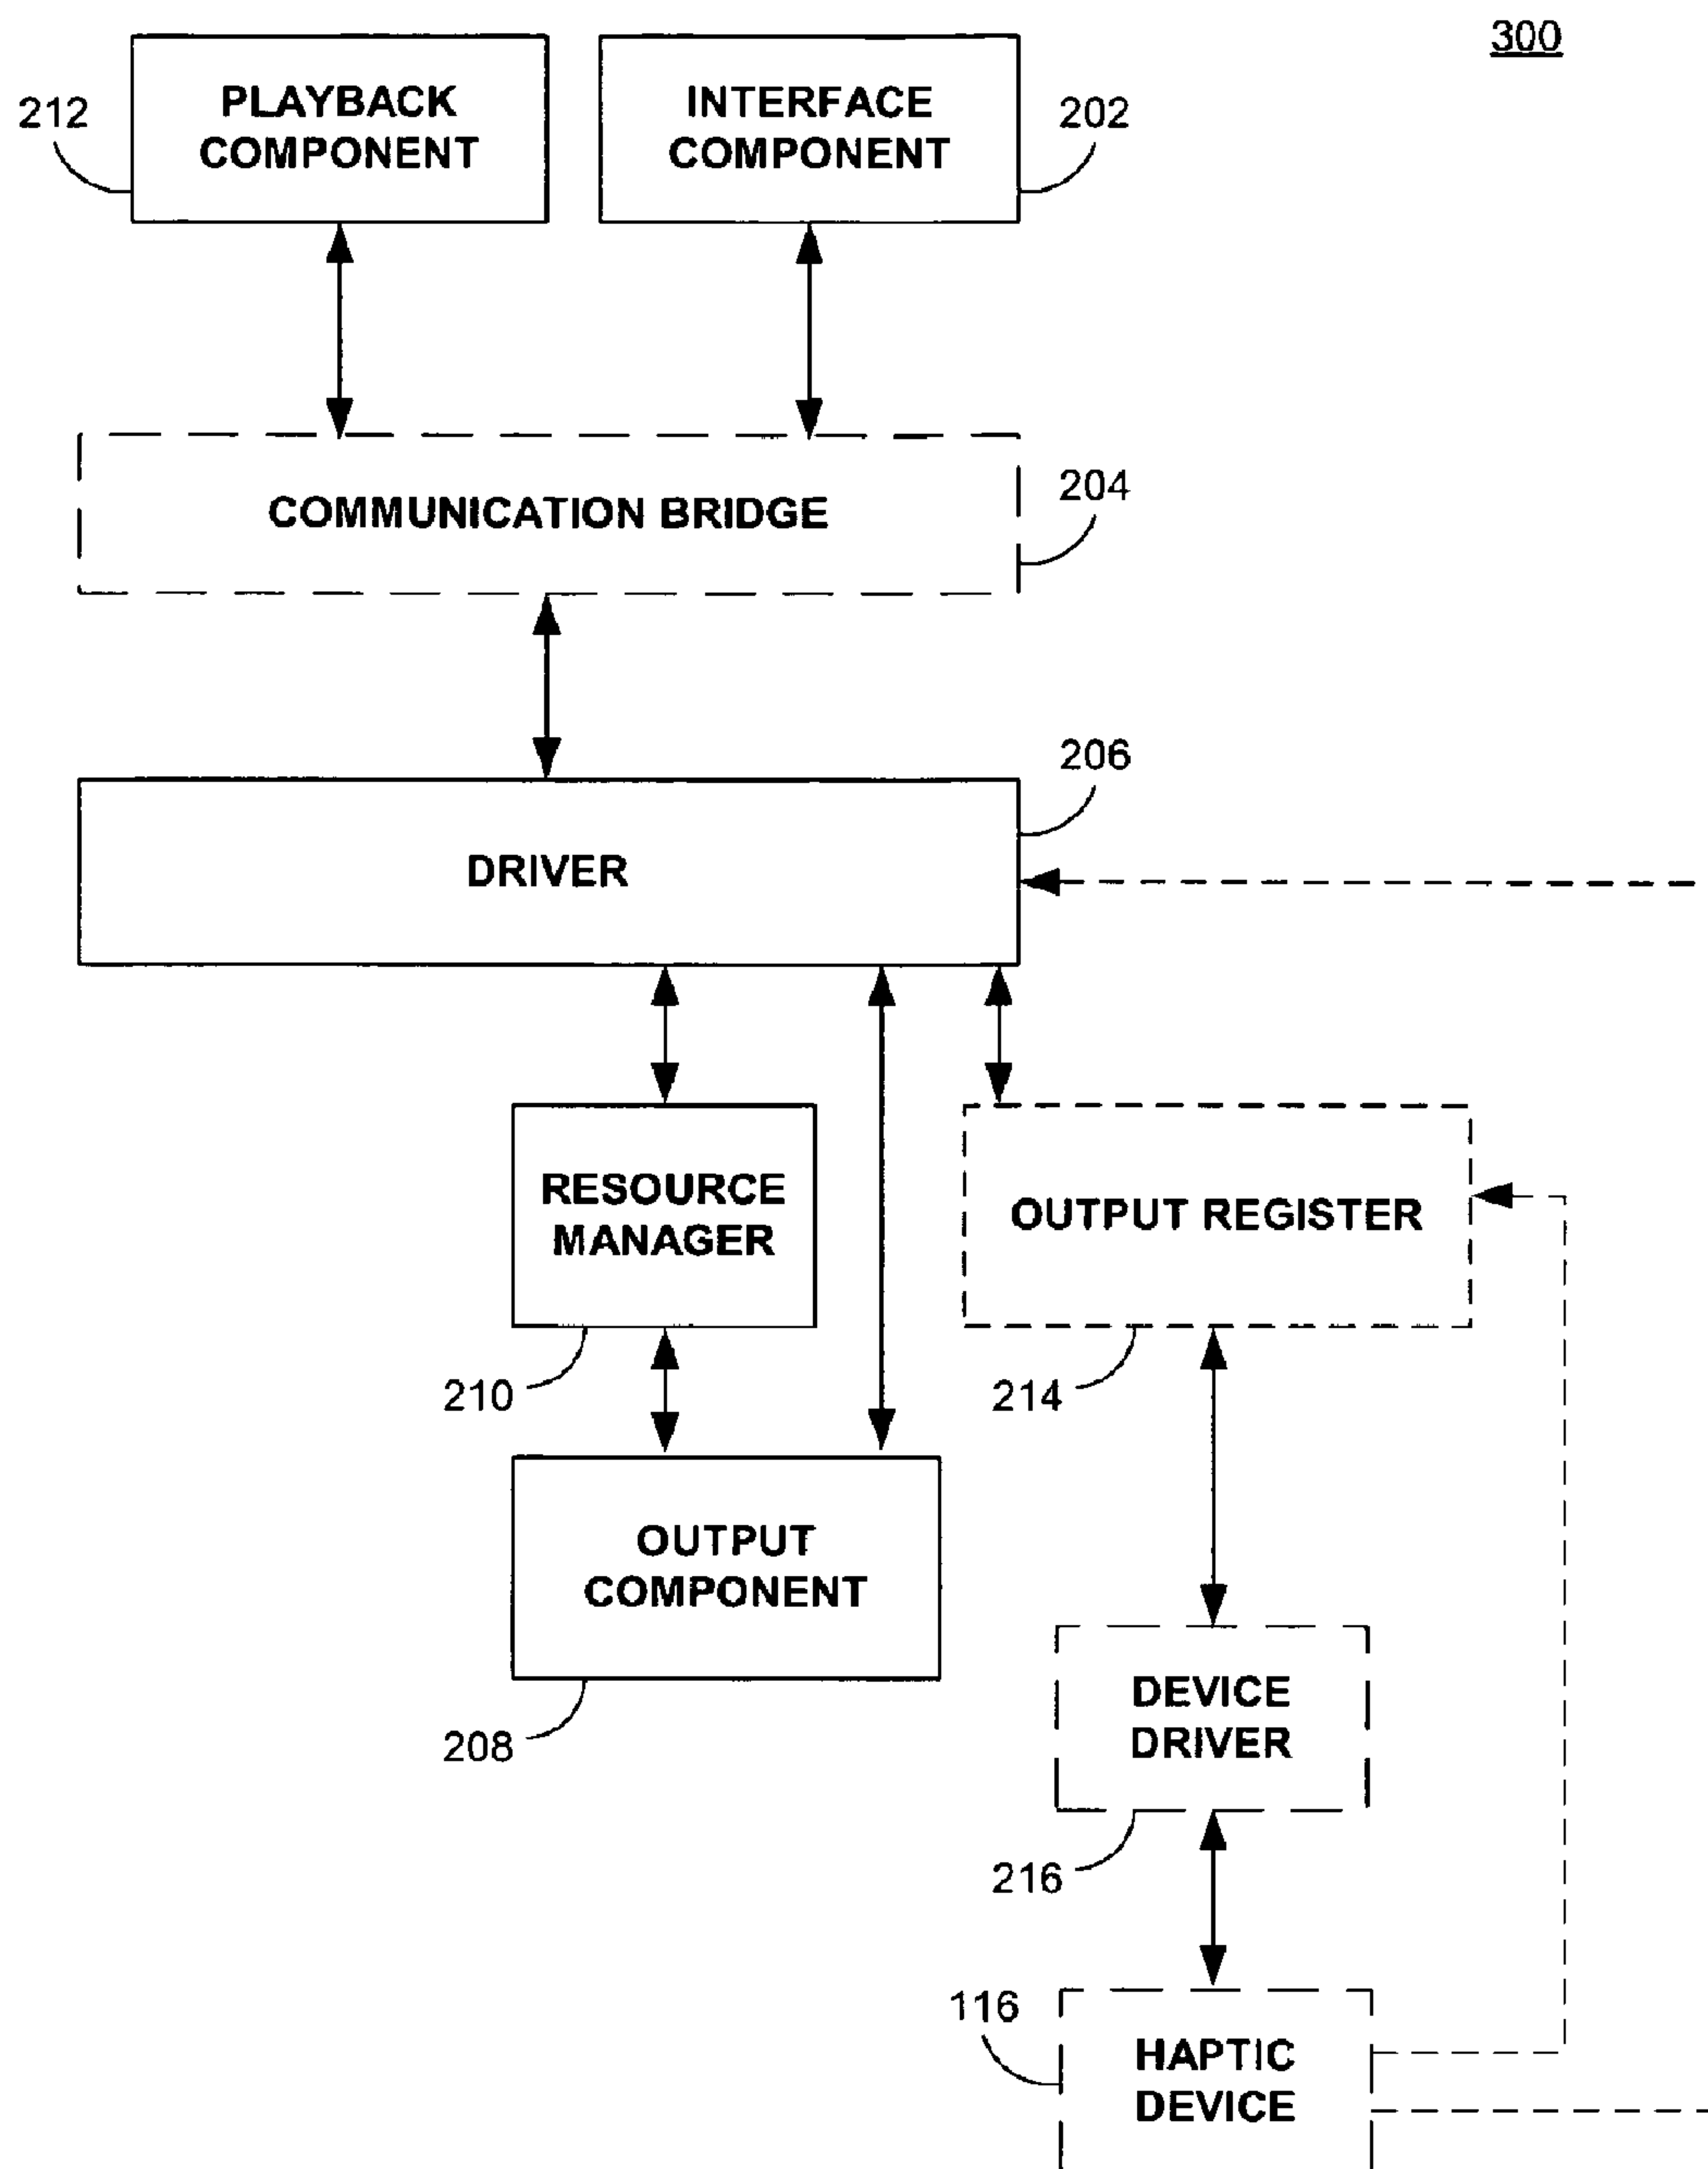 300
PLAYBACK
COMPONENT
212
INTERFACE
COMPONENT
202
COMMUNICATION BRIDGE
204
206
DRIVER
RESOURCE
MANAGER
OUTPUT REGISTER
210
214
OUTPUT
COMPONENT
208
DEVICE
DRIVER
216
116
HAPTIC
DEVICE